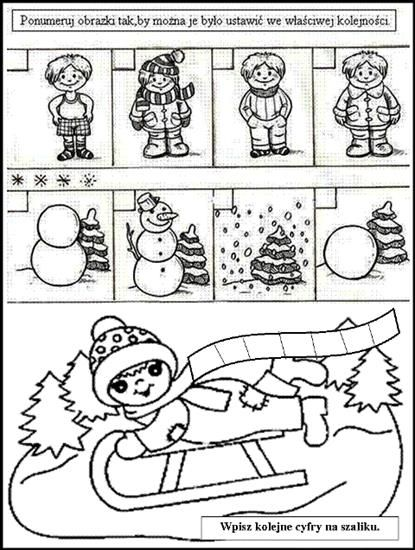 Ponumeruj obrazki tak,by można je było ustawić we właściwej kolejności.
Wpisz kolejne cyfry na szaliku.